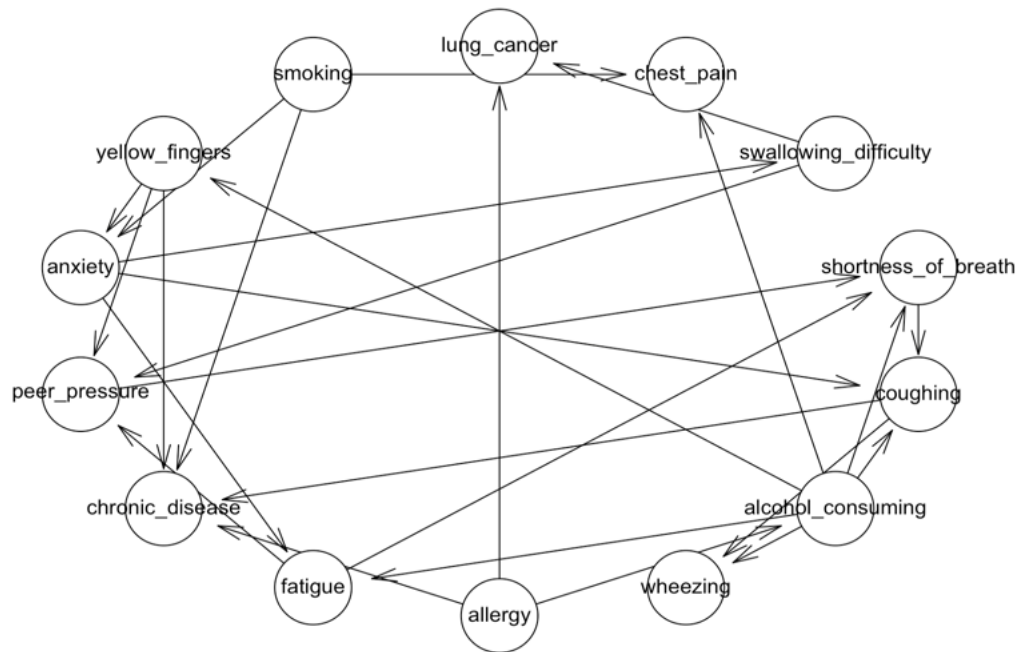 lung_cancer
smoking
chest_pain
yellow_fingers
swallowing_difficulty
anxiety
shortness_of_breath
peer_pressure
coughing
chronic_disease
alcohol_consuming
fatigue
wheezing
allergy